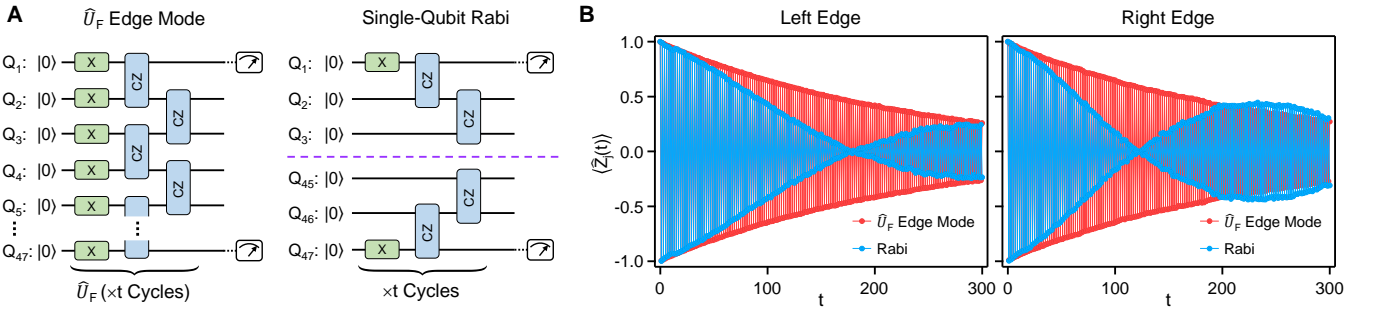 A
Û_F Edge Mode
Q₁: |0⟩ X CZ
Q₂: |0⟩ X CZ
Q₃: |0⟩ X CZ
Q₄: |0⟩ X CZ
Q₅: |0⟩ X
⋮ ⋮
Q₄₇: |0⟩ X
Û_F (×t Cycles)
Single-Qubit Rabi
Q₁: |0⟩ X CZ
Q₂: |0⟩ CZ
Q₃: |0⟩
Q₄₅: |0⟩ CZ
Q₄₆: |0⟩ CZ
Q₄₇: |0⟩ X
×t Cycles
B
Left Edge
Right Edge
⟨Ẑⱼ(t)⟩
1.0
0.5
0.0
-0.5
-1.0
Û_F Edge Mode
Rabi
0 100 200 300
t
Û_F Edge Mode
Rabi
0 100 200 300
t